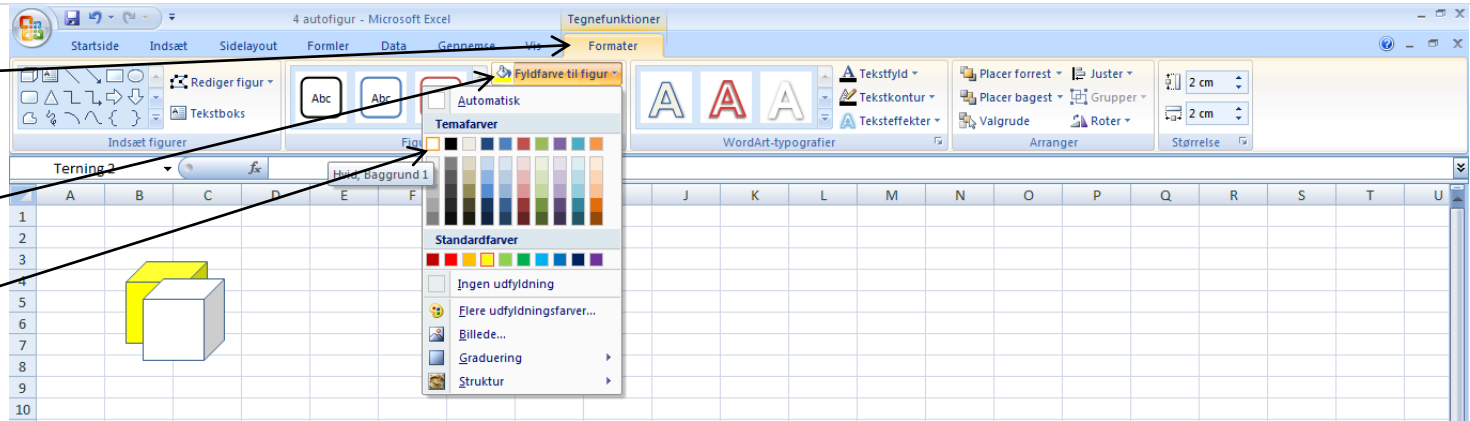 4 autofigur - Microsoft Excel
Tegnefunktioner
Startside Indsæt Sidelayout Formler Data Gennemse Vis Formater
Rediger figur
Tekstboks
Indsæt figurer
Abc Abc
Fyldfarve til figur
Automatisk
Temafarver
Hvid, Baggrund 1
Standardfarver
Ingen udfyldning
Flere udfyldningsfarver...
Billede...
Graduering
Struktur
A A A
Tekstfyld
Tekstkontur
Teksteffekter
WordArt-typografier
Placer forrest Juster
Placer bagest Grupper
Valgrude Roter
Arranger
2 cm
2 cm
Størrelse
Terning 2 fx
A B C D E F J K L M N O P Q R S T U
1
2
3
4
5
6
7
8
9
10